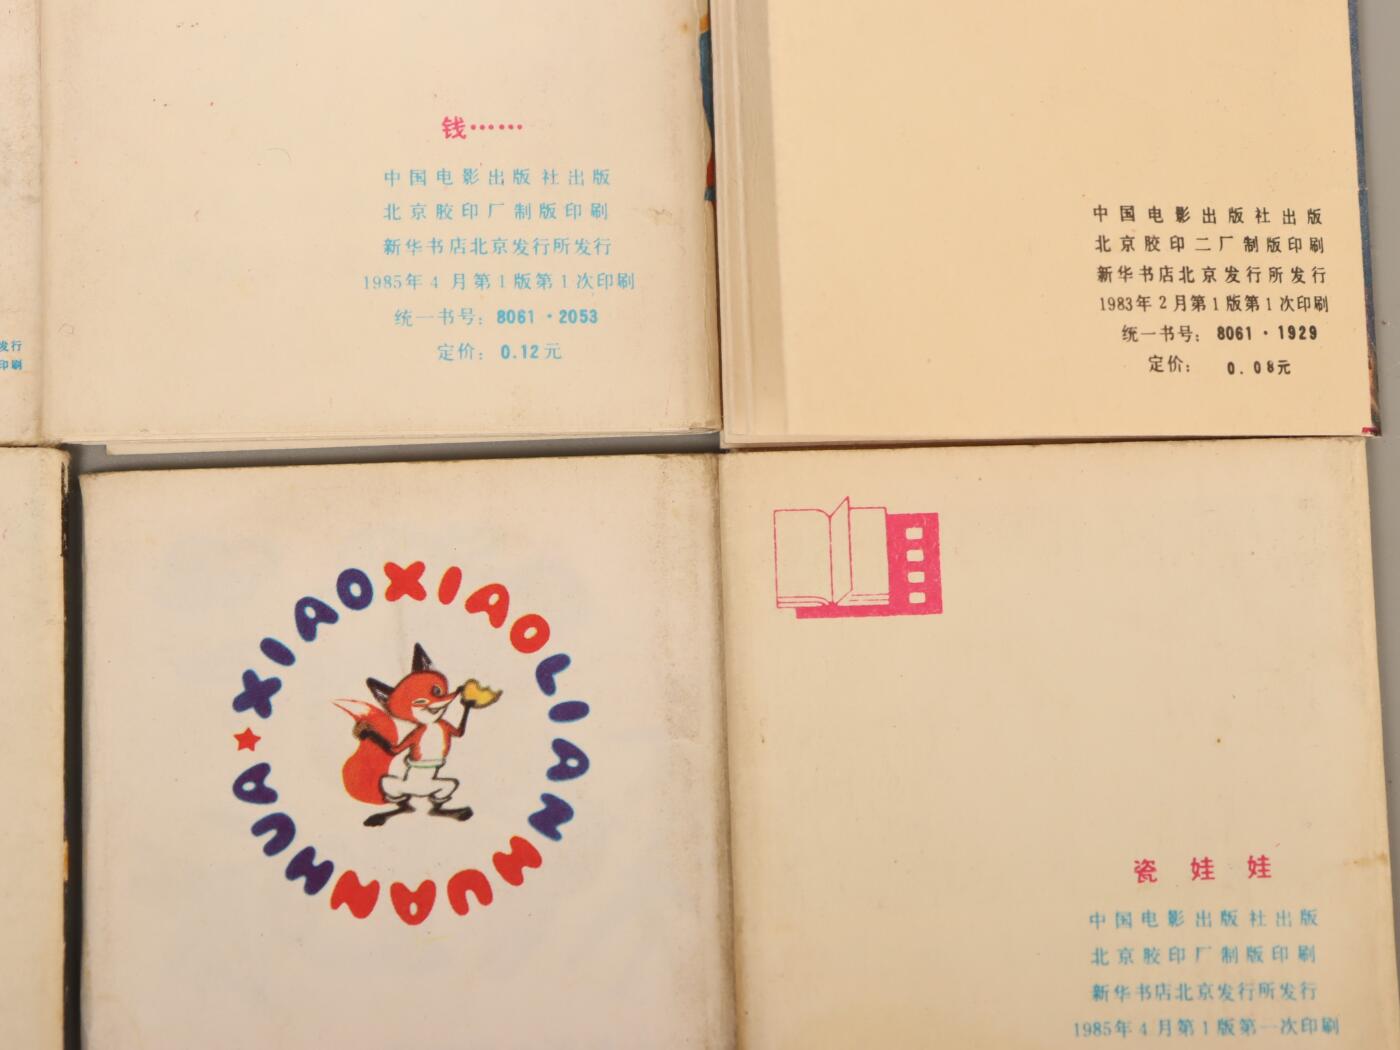 钱……
中国电影出版社出版
北京胶印厂制版印刷
新华书店北京发行所发行
1985年4月第1版第1次印刷
统一书号：8061·2053
定价：0.12元
中国电影出版社出版
北京胶印二厂制版印刷
新华书店北京发行所发行
1983年2月第1版第1次印刷
统一书号：8061·1929
定价：0.08元
发行
印刷
XIAOXIAOLIANHUANHUA
瓷娃娃
中国电影出版社出版
北京胶印厂制版印刷
新华书店北京发行所发行
1985年4月第1版第一次印刷